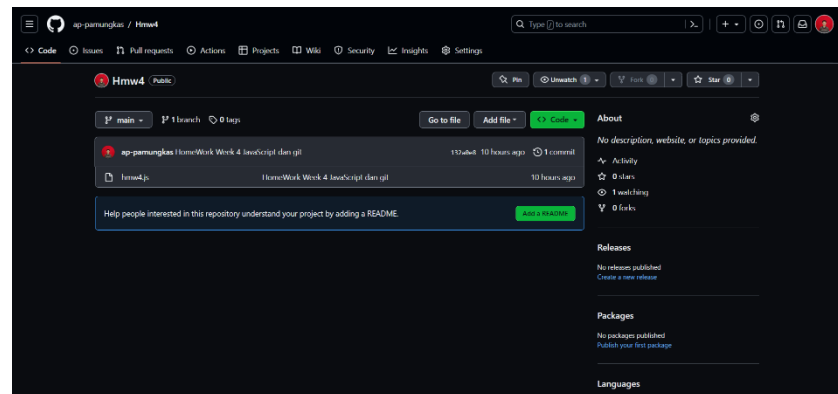 ap-pamungkas / Hmw4
Type / to search
Code Issues Pull requests Actions Projects Wiki Security Insights Settings
Hmw4 Public
Pin Unwatch 1 Fork 0 Star 0
main 1 branch 0 tags Go to file Add file Code
ap-pamungkas HomeWork Week 4 JavaScript dan git 10 hours ago 1 commit
hmw4.js HomeWork Week 4 JavaScript dan git 10 hours ago
Help people interested in this repository understand your project by adding a README. Add a README
About
No description, website, or topics provided.
Activity
0 stars
1 watching
0 forks
Releases
No releases published
Create a new release
Packages
No packages published
Publish your first package
Languages